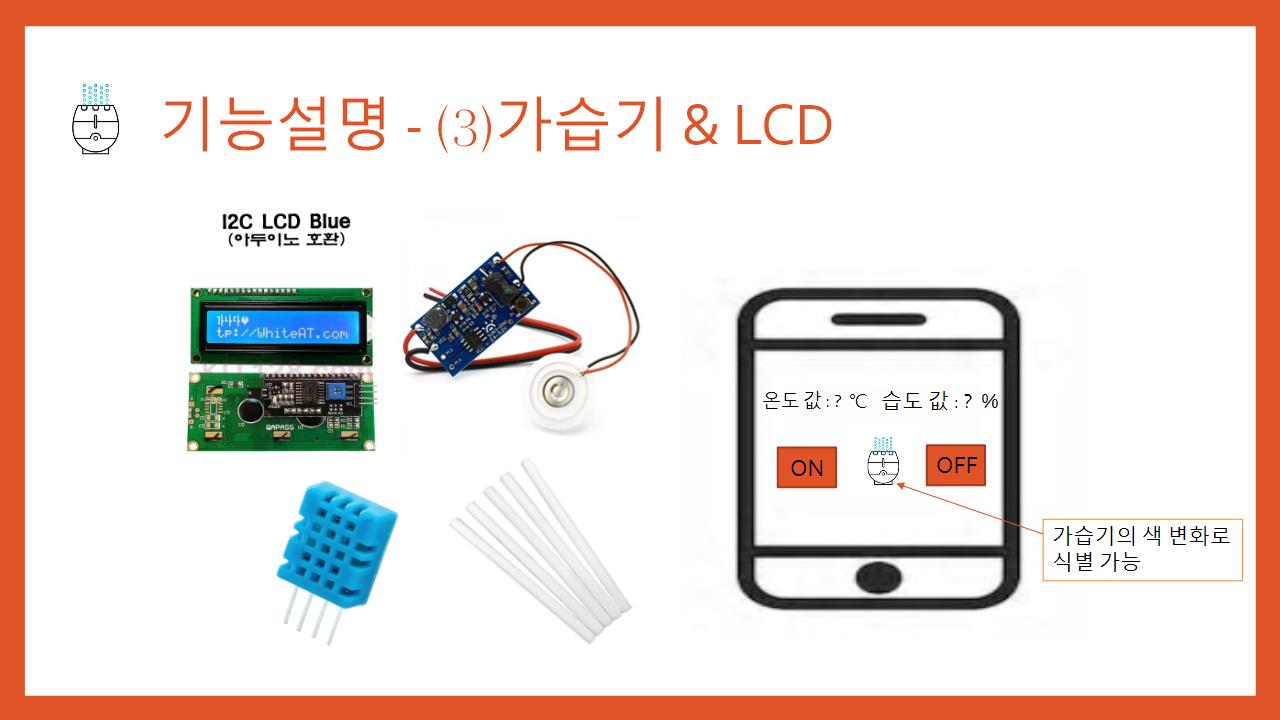 기능설명 - (3)가습기 & LCD
I2C LCD Blue
(아두이노 호환)
가나다♥
tp://WhiteAT.com
QAPASS
온도 값 : ? ℃ 습도 값 : ? %
ON
OFF
가습기의 색 변화로
식별 가능